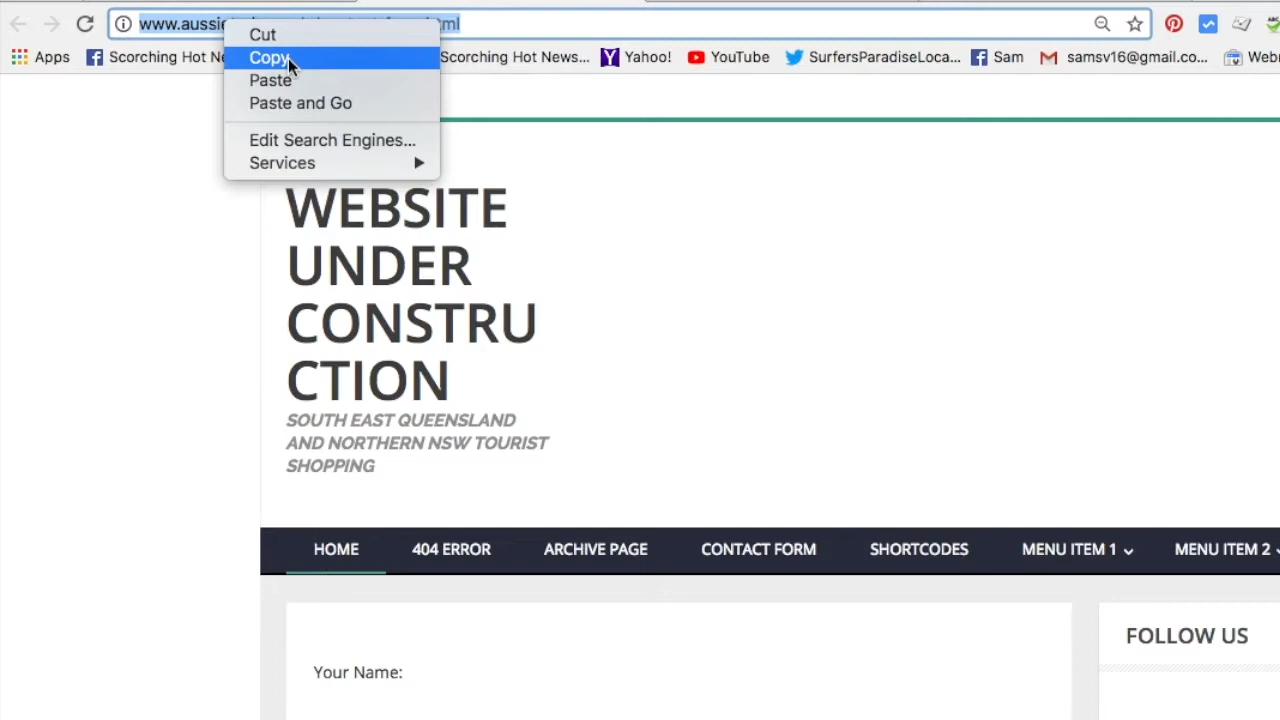 www.aussie
ml
Cut
Copy
Paste
Paste and Go
Edit Search Engines...
Services
Apps
Scorching Hot Ne
Scorching Hot News...
Yahoo!
YouTube
SurfersParadiseLoca...
Sam
samsv16@gmail.co...
Web
WEBSITE
UNDER
CONSTRU
CTION
SOUTH EAST QUEENSLAND
AND NORTHERN NSW TOURIST
SHOPPING
HOME
404 ERROR
ARCHIVE PAGE
CONTACT FORM
SHORTCODES
MENU ITEM 1
MENU ITEM 2
Your Name:
FOLLOW US